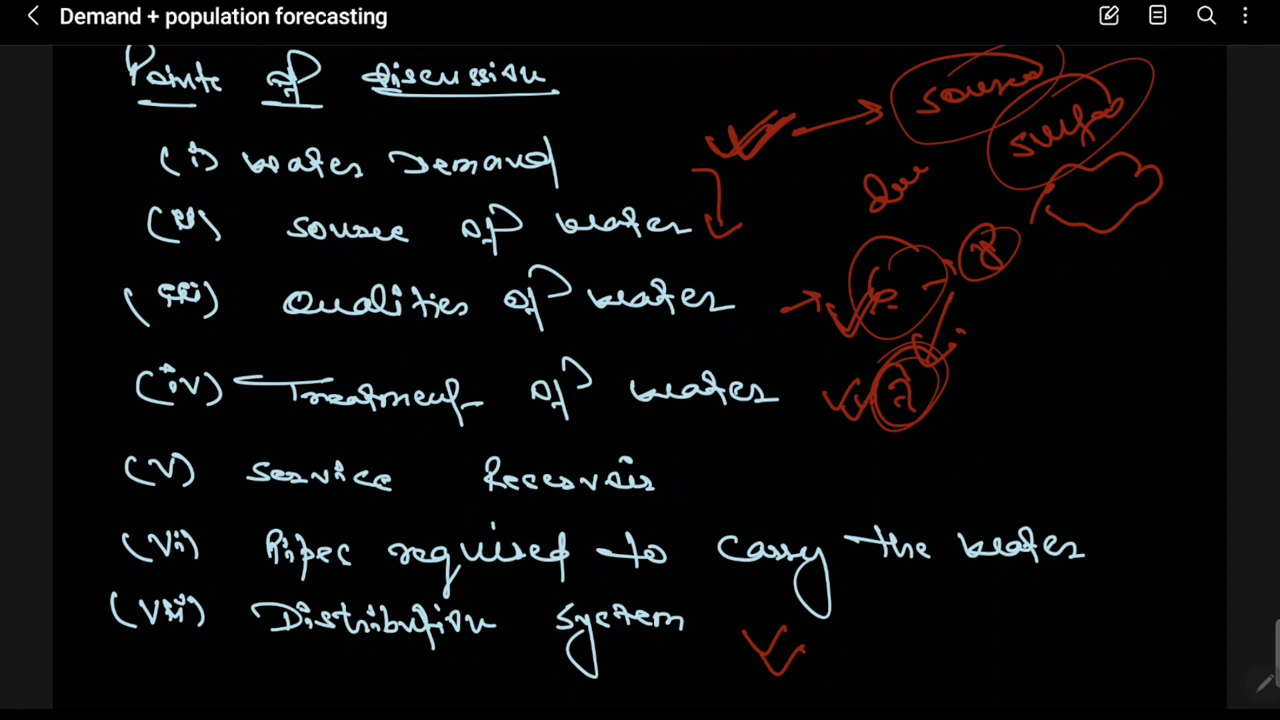 Demand + population forecasting
Points of discussion
(i) water Demand
(ii) source of water
(iii) Qualities of water
(iv) Treatment of water
(v) service Reservoir
(vi) Pipes required to carry the water
(vii) Distribution system
source